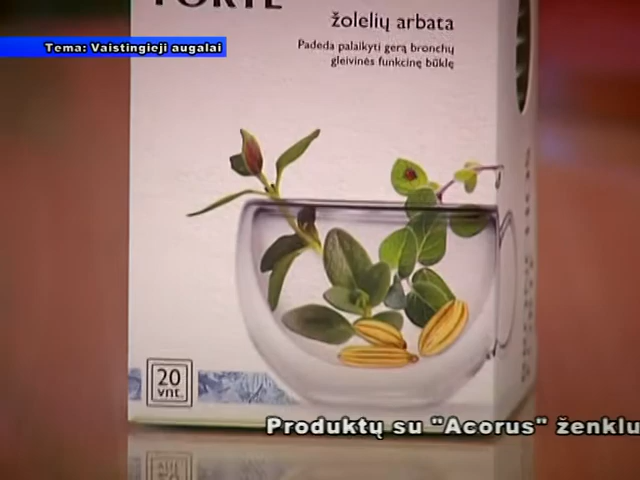 FORTE
žolelių arbata
Padeda palaikyti gerą bronchų
gleivinės funkcinę būklę
Tema: Vaistingieji augalai
20
vnt.
Produktų su "Acorus" ženklu